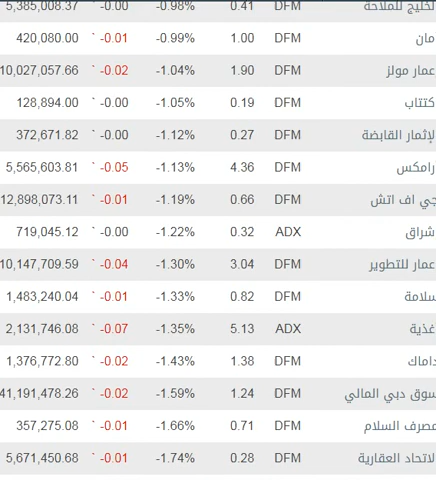 لخليج للملاحة DFM 0.41 -0.98% -0.00 5,385,008.37
مان DFM 1.00 -0.99% -0.01 420,080.00
عمار مولز DFM 1.90 -1.04% -0.02 10,027,057.66
كتتاب DFM 0.19 -1.05% -0.00 128,894.00
لإثمار القابضة DFM 0.27 -1.12% -0.00 372,671.82
رامكس DFM 4.36 -1.13% -0.05 5,565,603.81
جي اف اتش DFM 0.66 -1.19% -0.01 12,898,073.11
شراق ADX 0.32 -1.22% -0.00 719,045.12
عمار للتطوير DFM 3.04 -1.30% -0.04 10,147,709.59
سلامة DFM 0.82 -1.33% -0.01 1,483,240.04
غذية ADX 5.13 -1.35% -0.07 2,131,746.08
داماك DFM 1.38 -1.43% -0.02 1,376,772.80
سوق دبي المالي DFM 1.24 -1.59% -0.02 41,191,478.26
مصرف السلام DFM 0.71 -1.66% -0.01 357,275.08
لاتحاد العقارية DFM 0.28 -1.74% -0.01 5,671,450.68